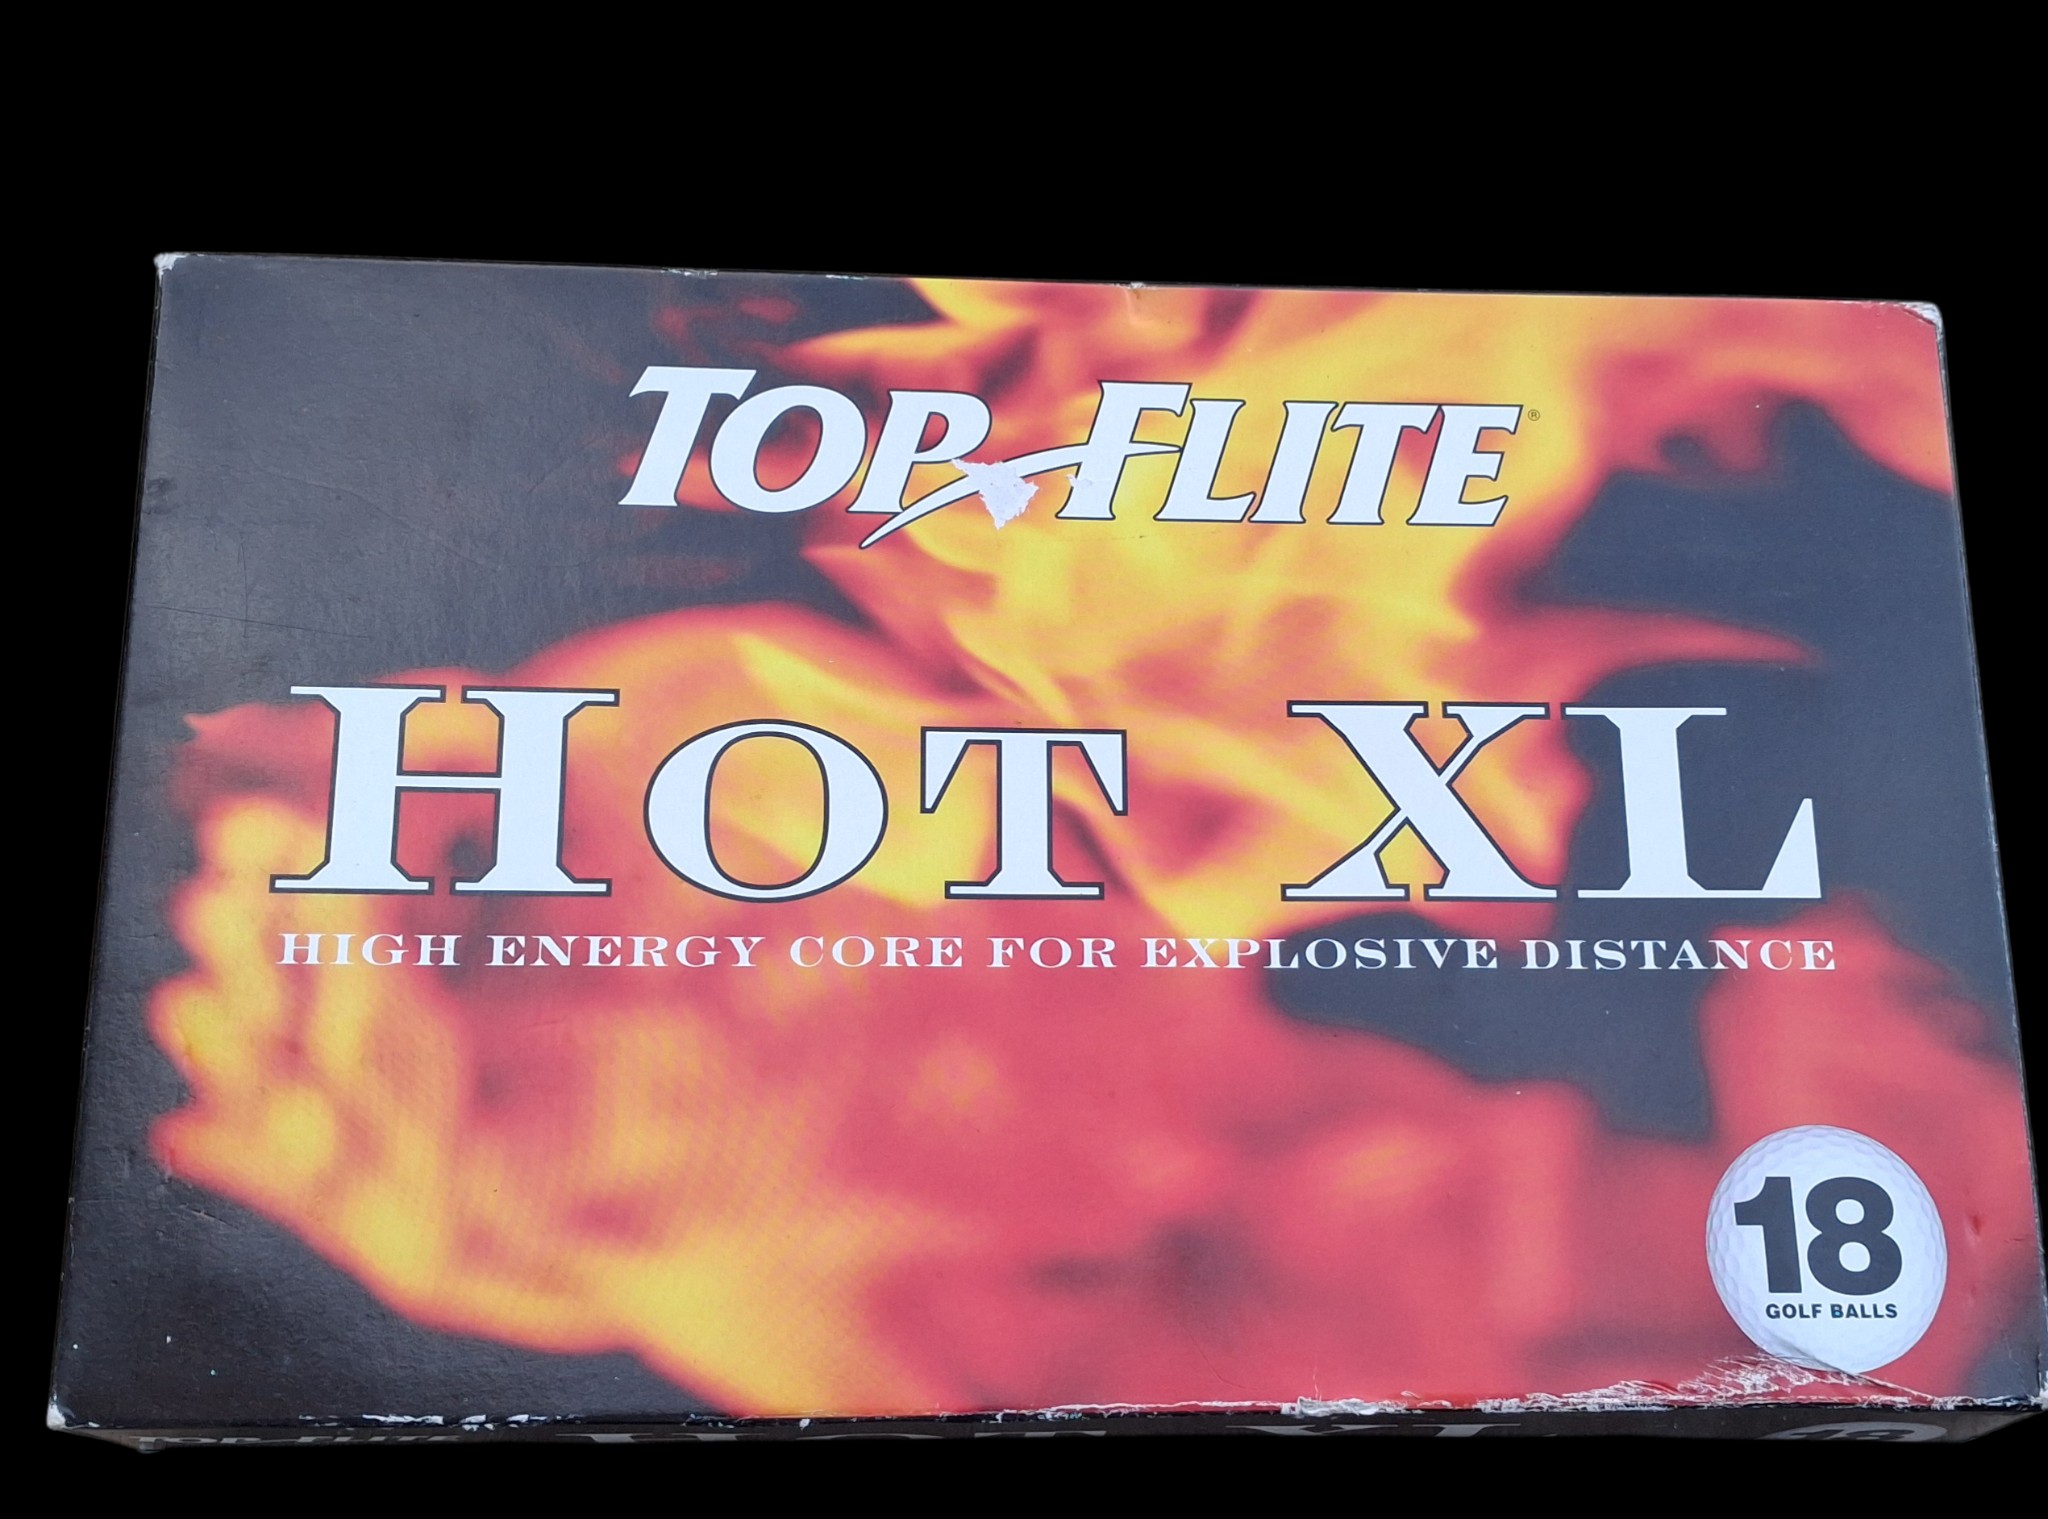 TOP FLITE®
HOT XL
HIGH ENERGY CORE FOR EXPLOSIVE DISTANCE
18
GOLF BALLS